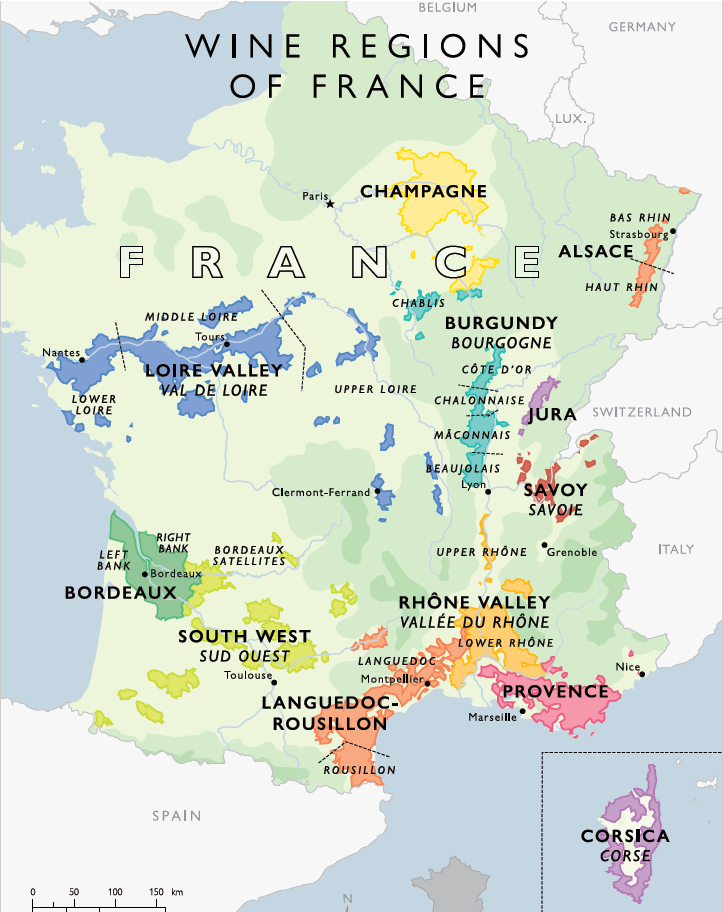 BELGIUM
GERMANY
WINE REGIONS
OF FRANCE
LUX.
Paris
CHAMPAGNE
BAS RHIN
Strasbourg
ALSACE
HAUT RHIN
FRANCE
CHABLIS
MIDDLE LOIRE
BURGUNDY
BOURGOGNE
Tours
Nantes
LOIRE VALLEY
VAL DE LOIRE
CÔTE D'OR
UPPER LOIRE
CHALONNAISE
LOWER
LOIRE
JURA
SWITZERLAND
MÂCONNAIS
BEAUJOLAIS
Lyon
Clermont-Ferrand
SAVOY
SAVOIE
RIGHT
BANK
LEFT
BANK
BORDEAUX
SATELLITES
UPPER RHÔNE
Grenoble
ITALY
Bordeaux
BORDEAUX
RHÔNE VALLEY
VALLÉE DU RHÔNE
SOUTH WEST
SUD OUEST
LOWER RHÔNE
LANGUEDOC
Nice
Toulouse
Montpellier
PROVENCE
LANGUEDOC-
ROUSILLON
Marseille
ROUSILLON
SPAIN
CORSICA
CORSE
0 50 100 150 km
N